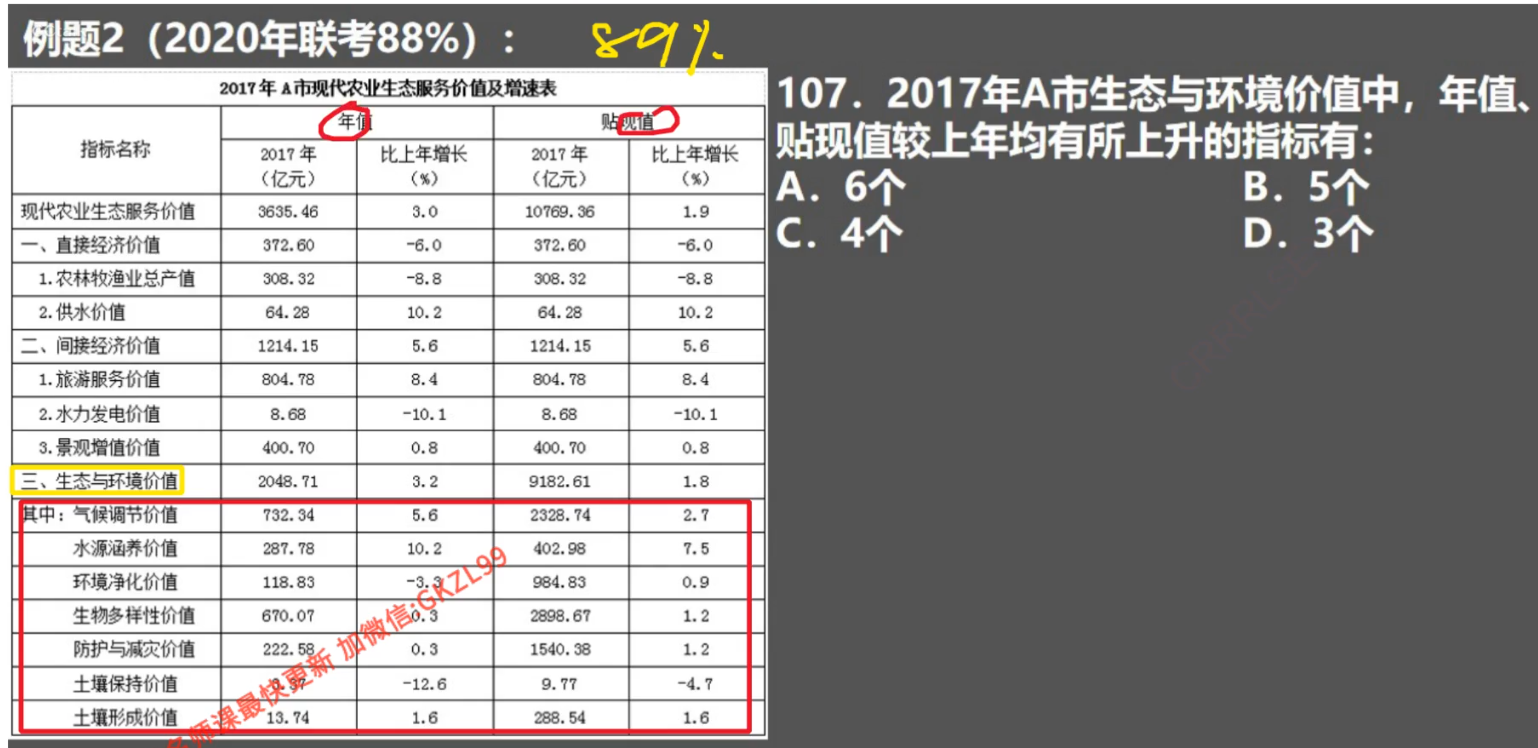 例题2（2020年联考88%）： 89%
2017年A市现代农业生态服务价值及增速表
指标名称 年值 贴现值
2017年（亿元） 比上年增长（%） 2017年（亿元） 比上年增长（%）
现代农业生态服务价值 3635.46 3.0 10769.36 1.9
一、直接经济价值 372.60 -6.0 372.60 -6.0
1.农林牧渔业总产值 308.32 -8.8 308.32 -8.8
2.供水价值 64.28 10.2 64.28 10.2
二、间接经济价值 1214.15 5.6 1214.15 5.6
1.旅游服务价值 804.78 8.4 804.78 8.4
2.水力发电价值 8.68 -10.1 8.68 -10.1
3.景观增值价值 400.70 0.8 400.70 0.8
三、生态与环境价值 2048.71 3.2 9182.61 1.8
其中：气候调节价值 732.34 5.6 2328.74 2.7
水源涵养价值 287.78 10.2 402.98 7.5
环境净化价值 118.83 -3.3 984.83 0.9
生物多样性价值 670.07 0.3 2898.67 1.2
防护与减灾价值 222.58 0.3 1540.38 1.2
土壤保持价值 -12.6 9.77 -4.7
土壤形成价值 13.74 1.6 288.54 1.6
名师课最快更新 加微信:GKZL99
107．2017年A市生态与环境价值中，年值、
贴现值较上年均有所上升的指标有：
A．6个 B．5个
C．4个 D．3个